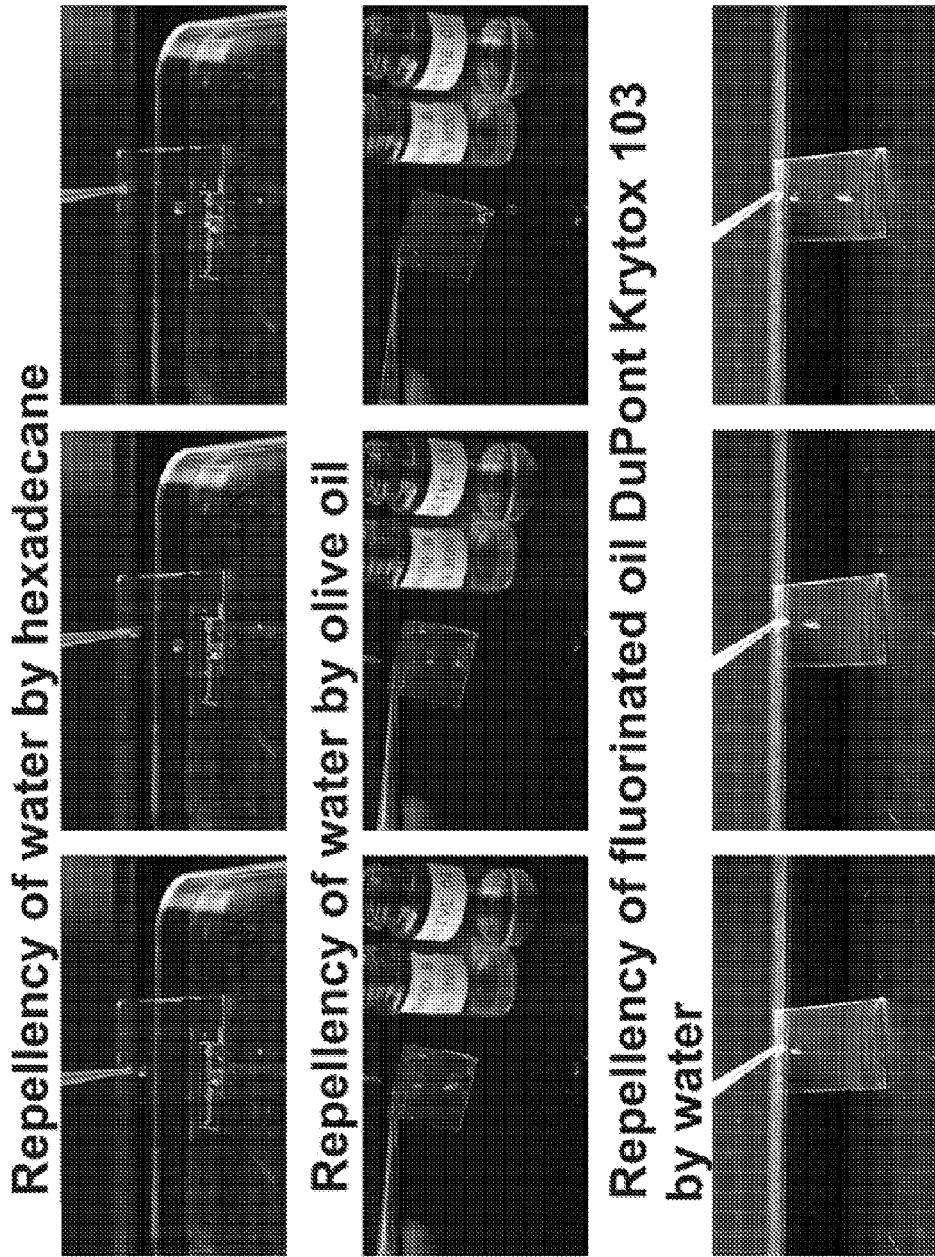 Repellency of water by hexadecane
Repellency of water by olive oil
Repellency of fluorinated oil DuPont Krytox 103
by water